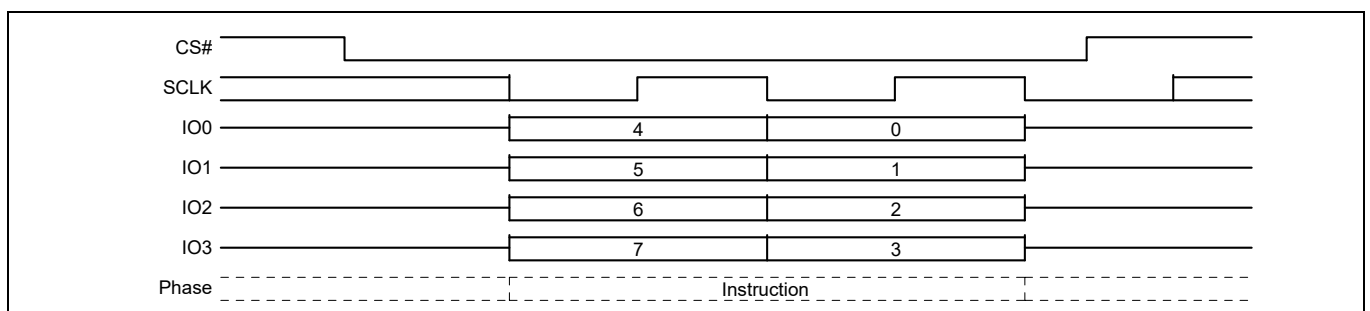 CS#
SCLK
IO0 4 0
IO1 5 1
IO2 6 2
IO3 7 3
Phase Instruction